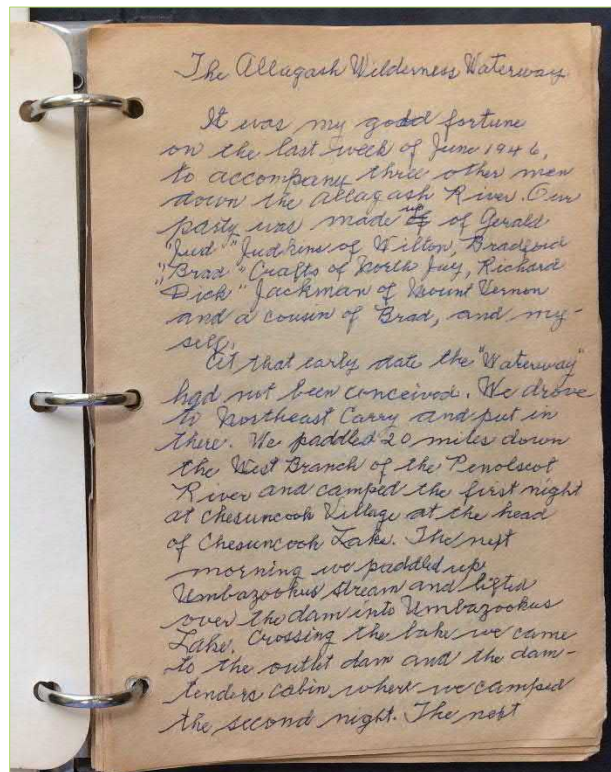 The Allagash Wilderness Waterway
It was my good fortune
on the last week of June 1946,
to accompany three other men
down the Allagash River. Our
party was made up of Gerald
"Jud" Judkins of Wilton, Bradford
"Brad" Crafts of North Jay, Richard
"Dick" Jackman of Mount Vernon
and a cousin of Brad, and my-
self.
At that early date the "Waterway"
had not been conceived. We drove
to Northeast Carry and put in
there. We paddled 20 miles down
the West Branch of the Penolscot
River and camped the first night
at Chesuncook Village at the head
of Chesuncook Lake. The next
morning we paddled up
Umbazookus stream and lifted
over the dam into Umbazookus
Lake. Crossing the lake we came
to the outlet dam and the dam-
tenders cabin where we camped
the second night. The next